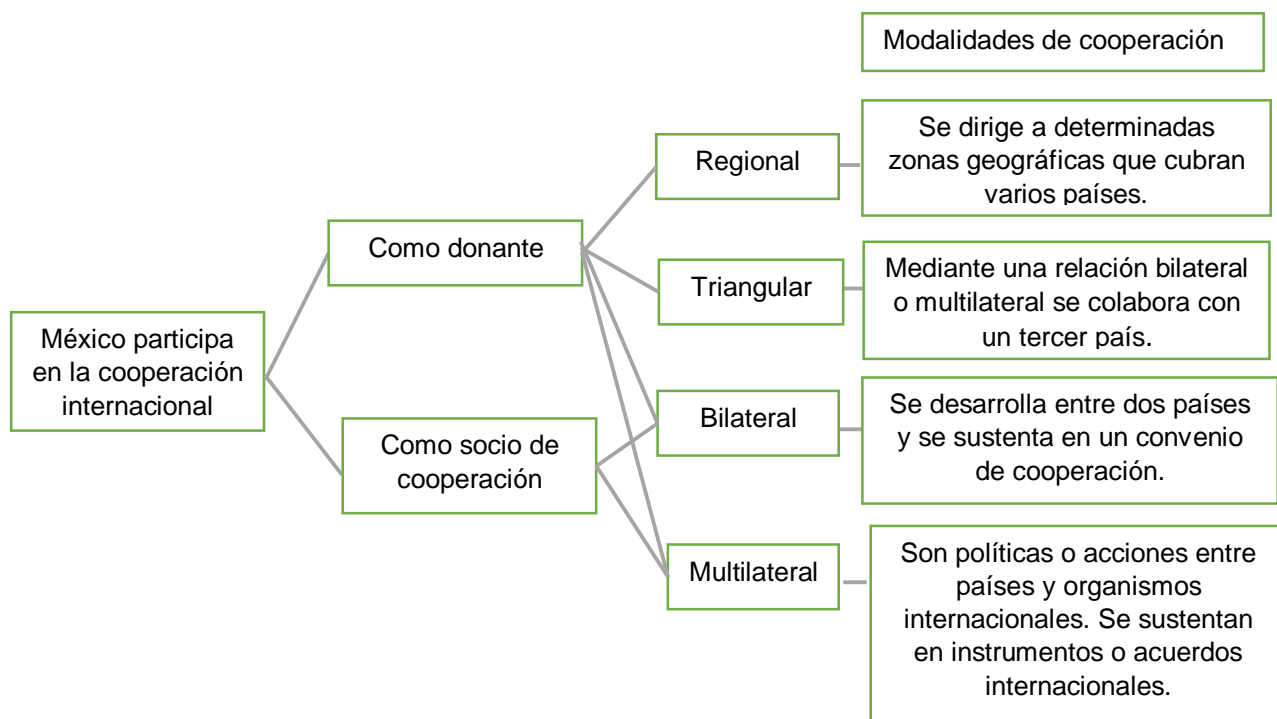 Modalidades de cooperación
Regional
Se dirige a determinadas
zonas geográficas que cubran
varios países.
Como donante
Triangular
Mediante una relación bilateral
o multilateral se colabora con
un tercer país.
México participa
en la cooperación
internacional
Bilateral
Se desarrolla entre dos países
y se sustenta en un convenio
de cooperación.
Como socio de
cooperación
Multilateral
Son políticas o acciones entre
países y organismos
internacionales. Se sustentan
en instrumentos o acuerdos
internacionales.